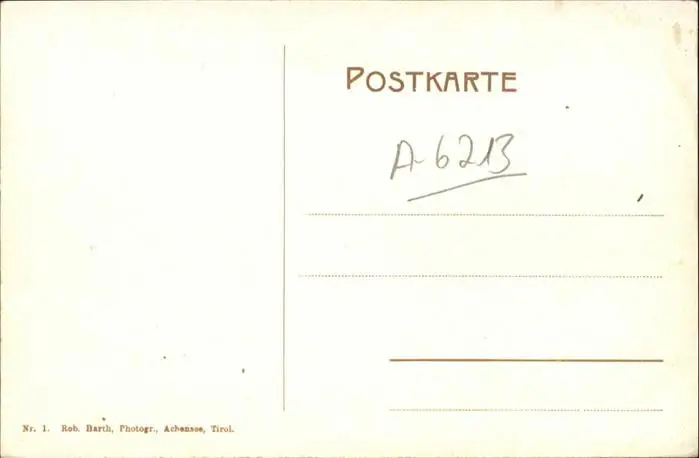 POSTKARTE
A-6213
Nr. 1. Rob. Barth, Photogr., Achensee, Tirol.